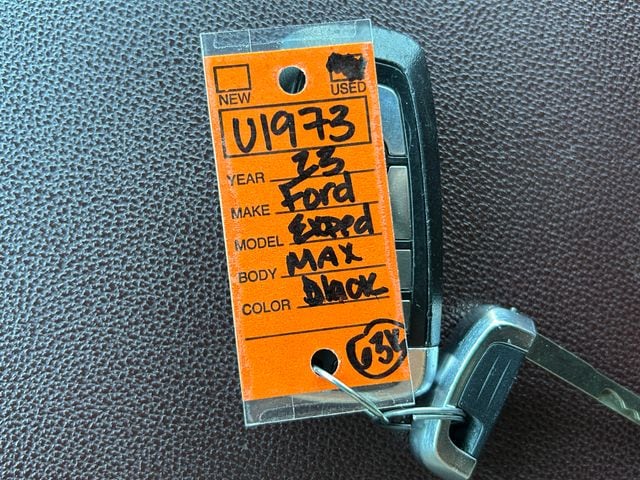 NEW USED
U1973
YEAR 23
MAKE Ford
MODEL Exped
BODY MAX
COLOR Black